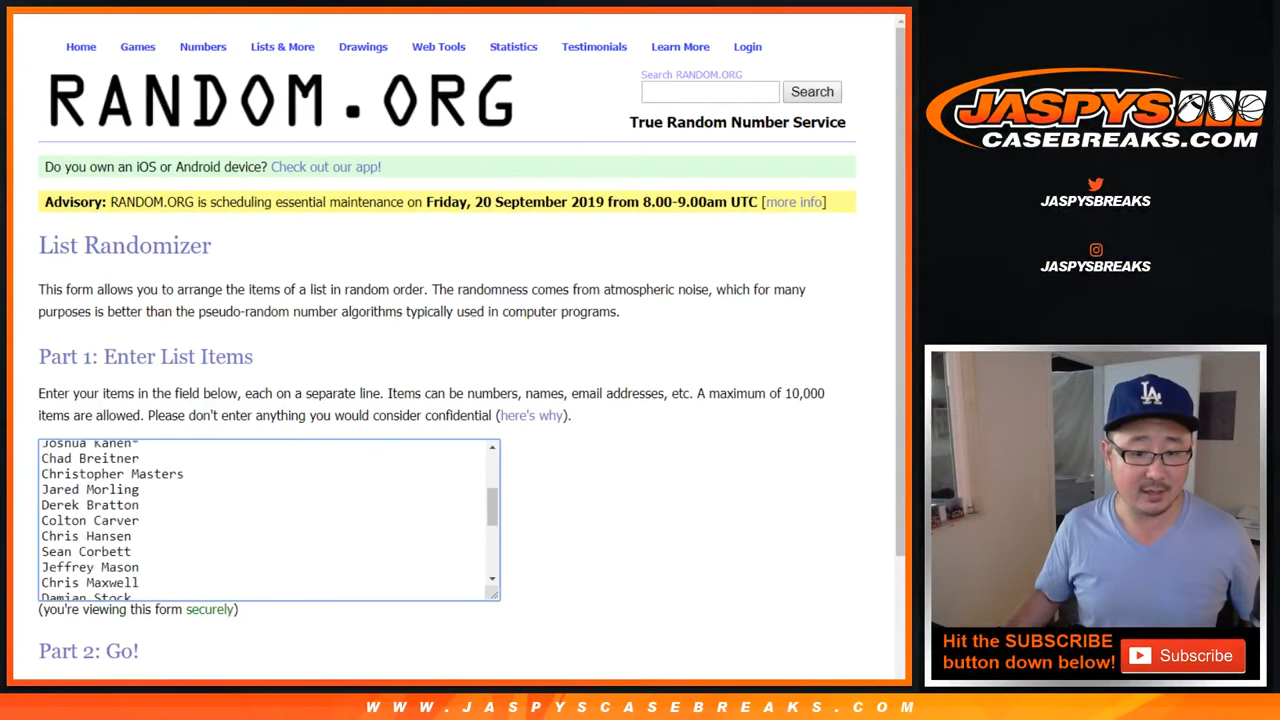 Home Games Numbers Lists & More Drawings Web Tools Statistics Testimonials Learn More Login
RANDOM.ORG
Search RANDOM.ORG
Search
True Random Number Service
Do you own an iOS or Android device? Check out our app!
Advisory: RANDOM.ORG is scheduling essential maintenance on Friday, 20 September 2019 from 8.00-9.00am UTC [more info]
List Randomizer
This form allows you to arrange the items of a list in random order. The randomness comes from atmospheric noise, which for many
purposes is better than the pseudo-random number algorithms typically used in computer programs.
Part 1: Enter List Items
Enter your items in the field below, each on a separate line. Items can be numbers, names, email addresses, etc. A maximum of 10,000
items are allowed. Please don't enter anything you would consider confidential (here's why).
Joshua
Chad Breitner
Christopher Masters
Jared Morling
Derek Bratton
Colton Carver
Chris Hansen
Sean Corbett
Jeffrey Mason
Chris Maxwell
Damian Stock
(you're viewing this form securely)
Part 2: Go!
JASPYS
CASEBREAKS.COM
JASPYSBREAKS
JASPYSBREAKS
LA
Hit the SUBSCRIBE
button down below!
Subscribe
WWW.JASPYSCASEBREAKS.COM